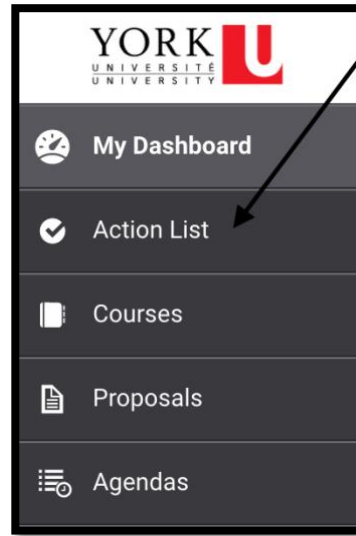 YORK U
UNIVERSITÉ
UNIVERSITY
My Dashboard
Action List
Courses
Proposals
Agendas